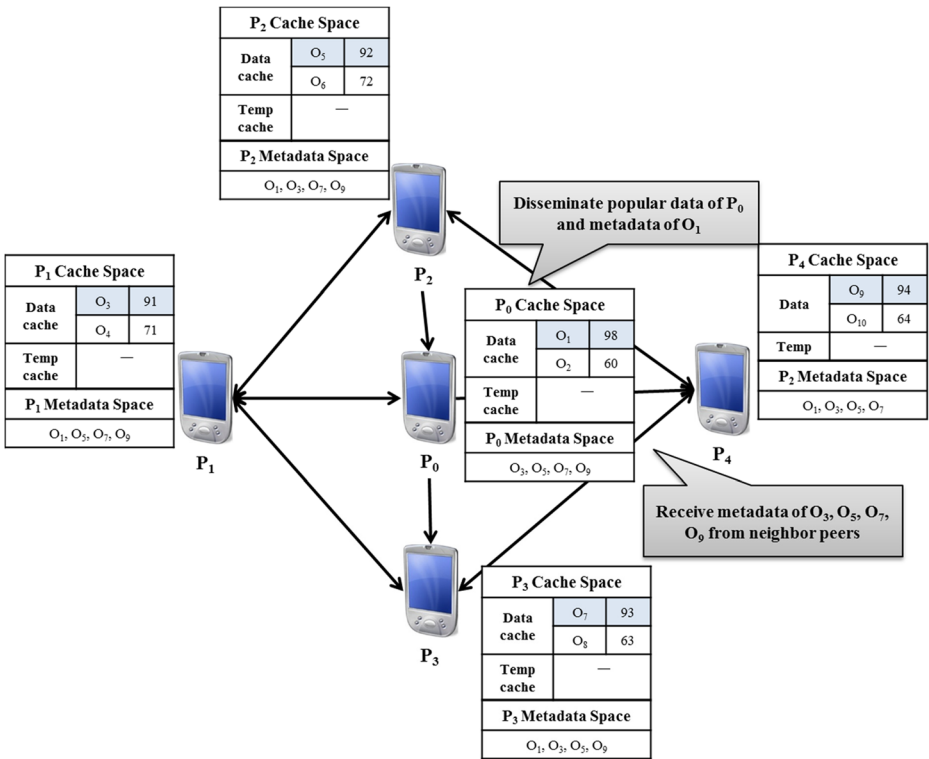 P2 Cache Space
Data cache
O5 92
O6 72
Temp cache
—
P2 Metadata Space
O1, O3, O7, O9
P2
Disseminate popular data of P0
and metadata of O1
P1 Cache Space
Data cache
O3 91
O4 71
Temp cache
—
P1 Metadata Space
O1, O5, O7, O9
P1
P0 Cache Space
Data cache
O1 98
O2 60
Temp cache
—
P0 Metadata Space
O3, O5, O7, O9
P0
P4 Cache Space
Data
O9 94
O10 64
Temp
—
P2 Metadata Space
O1, O3, O5, O7
P4
Receive metadata of O3, O5, O7,
O9 from neighbor peers
P3
P3 Cache Space
Data cache
O7 93
O8 63
Temp cache
—
P3 Metadata Space
O1, O3, O5, O9